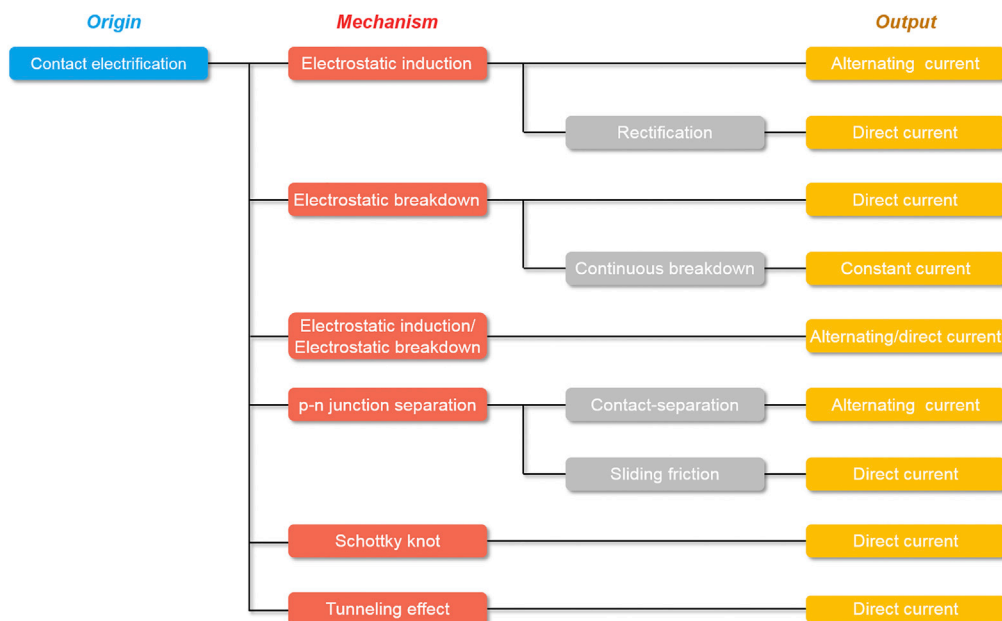 Origin Mechanism Output
Contact electrification Electrostatic induction Alternating current
Rectification Direct current
Electrostatic breakdown Direct current
Continuous breakdown Constant current
Electrostatic induction/
Electrostatic breakdown Alternating/direct current
p-n junction separation Contact-separation Alternating current
Sliding friction Direct current
Schottky knot Direct current
Tunneling effect Direct current